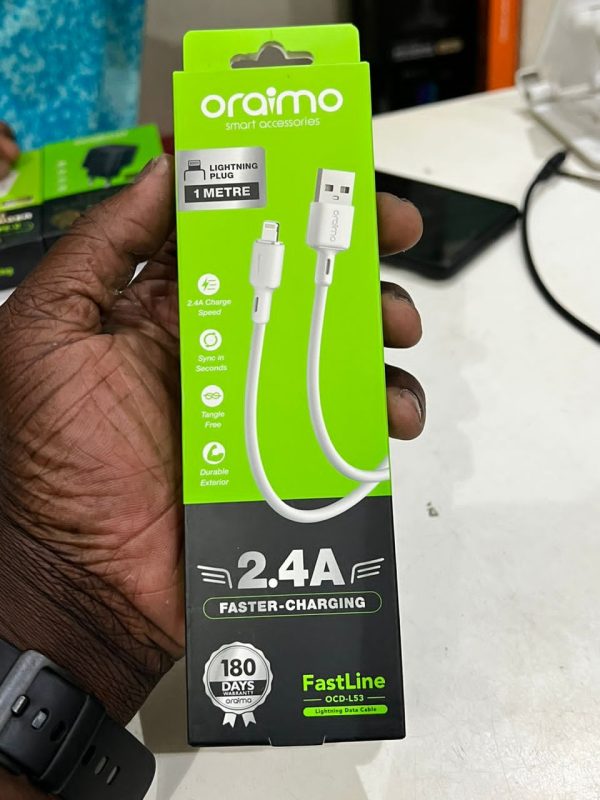 oraimo
smart accessories
LIGHTNING
PLUG
1 METRE
oraimo
2.4A Charge
Speed
Sync in
Seconds
Tangle
Free
Durable
Exterior
2.4A
FASTER-CHARGING
180
DAYS
WARRANTY
oraimo
FastLine
OCD-L53
Lightning Data Cable